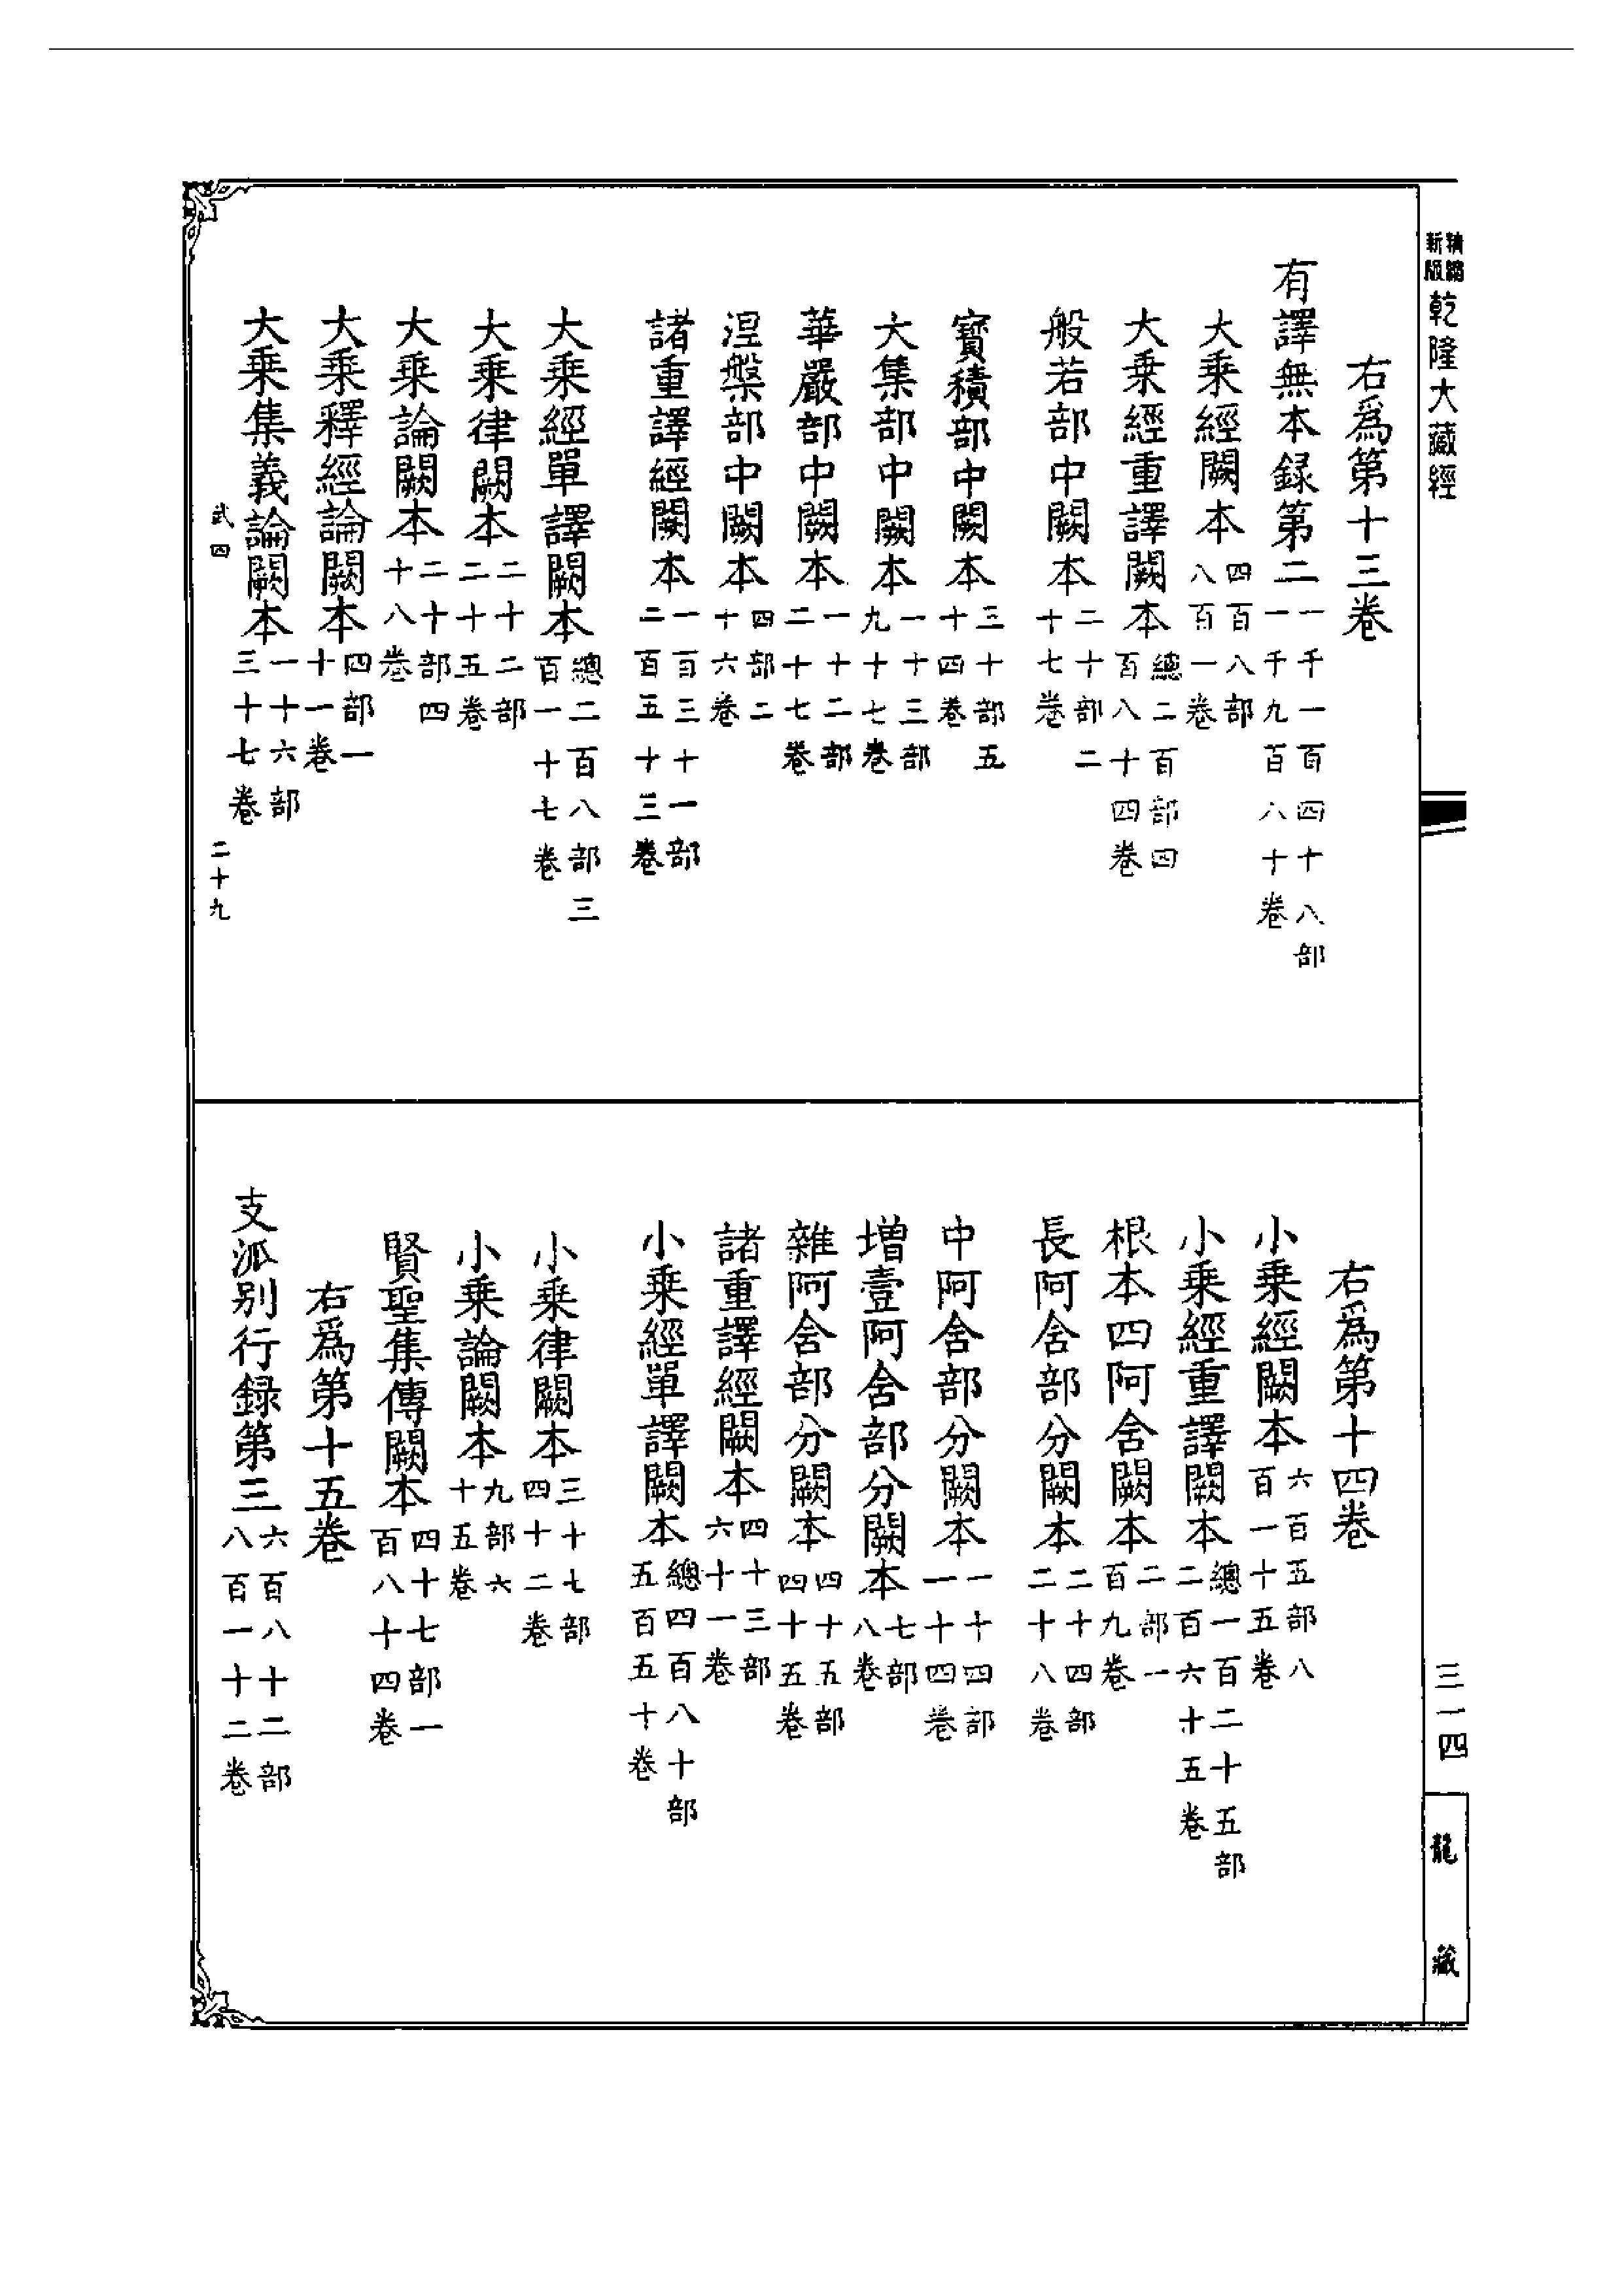 精縮新版 乾隆大藏經
右爲第十三卷
有譯無本録第二一千一百四十八部一千九百八十卷
大乘經闕本四百八部八百一卷
大乘經重譯闕本總二百部四百八十四卷
般若部中闕本二十部二十七卷
寳積部中闕本三十部五十四卷
大集部中闕本一十三部九十七卷
華嚴部中闕本一十二部二十七卷
涅槃部中闕本四部二十六卷
諸重譯經闕本一百三十一部二百五十三卷
大乘經單譯闕本總二百八部三百一十七卷
大乘律闕本二十二部二十五卷
大乘論闕本二十部四十八卷
大乘釋經論闕本四部一十一卷
大乘集義論闕本一十六部三十七卷
武四 二十九
右爲第十四卷
小乘經闕本六百五部八百一十五卷
小乘經重譯闕本總一百二十五部二百六十五卷
根本四阿舍闕本二部一百九卷
長阿舍部分闕本二十四部二十八卷
中阿舍部分闕本一十四部一十四卷
増壹阿舍部分闕本七部八卷
雜阿舍部分闕本四十五部四十五卷
諸重譯經闕本四十三部六十一卷
小乘經單譯闕本總四百八十部五百五十卷
小乘律闕本三十七部四十二卷
小乘論闕本九部六十五卷
賢聖集傳闕本四十七部一百八十四卷
右爲第十五卷
支派别行録第三六百八十二部八百一十二卷
三一四
龍藏